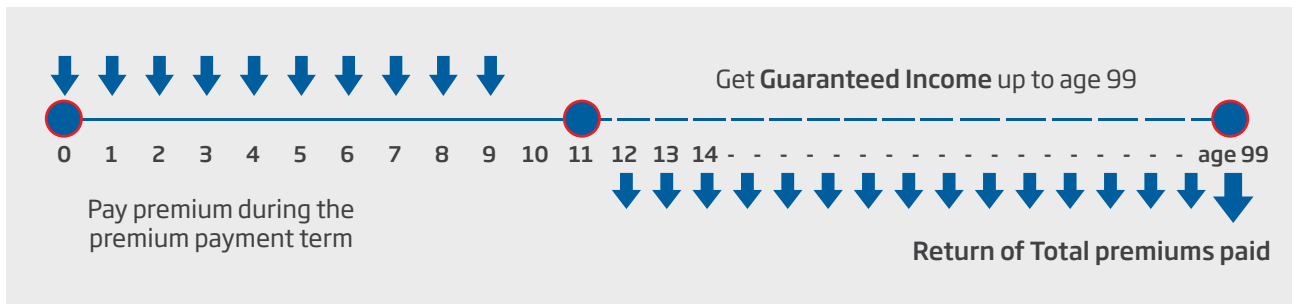 Get Guaranteed Income up to age 99
0 1 2 3 4 5 6 7 8 9 10 11 12 13 14 - - - - - - - - - - - - - - - - - - age 99
Pay premium during the
premium payment term
Return of Total premiums paid